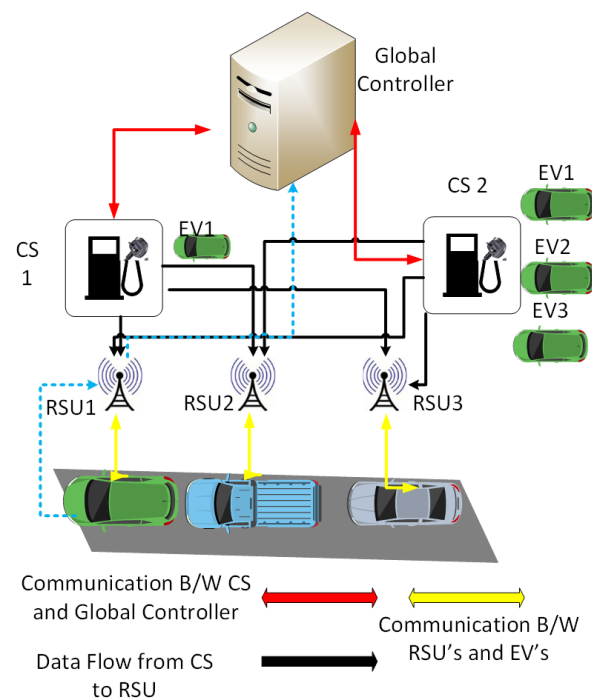 Global
Controller
EV1
CS 2
EV1
CS
1
EV2
EV3
RSU1
RSU2
RSU3
Communication B/W CS
and Global Controller
Communication B/W
RSU's and EV's
Data Flow from CS
to RSU